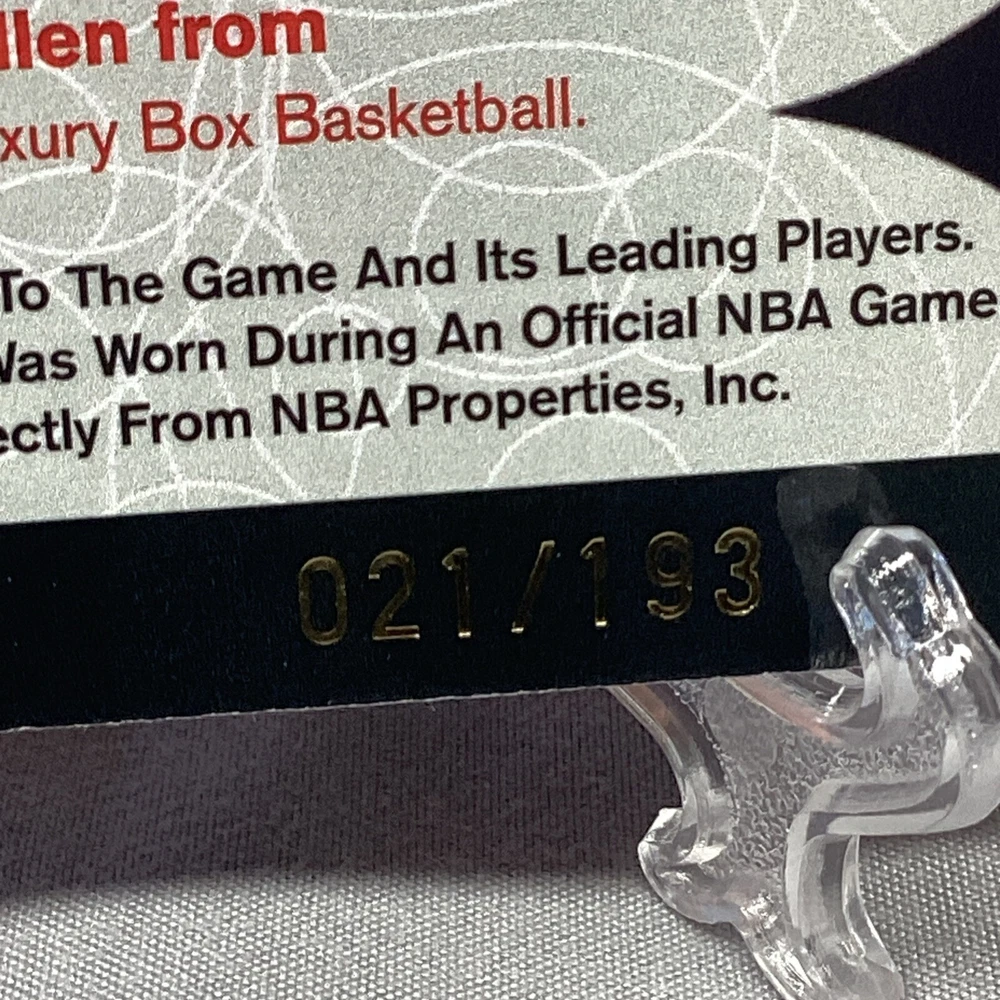 llen from
xury Box Basketball.
To The Game And Its Leading Players.
Was Worn During An Official NBA Game
ectly From NBA Properties, Inc.
021/193